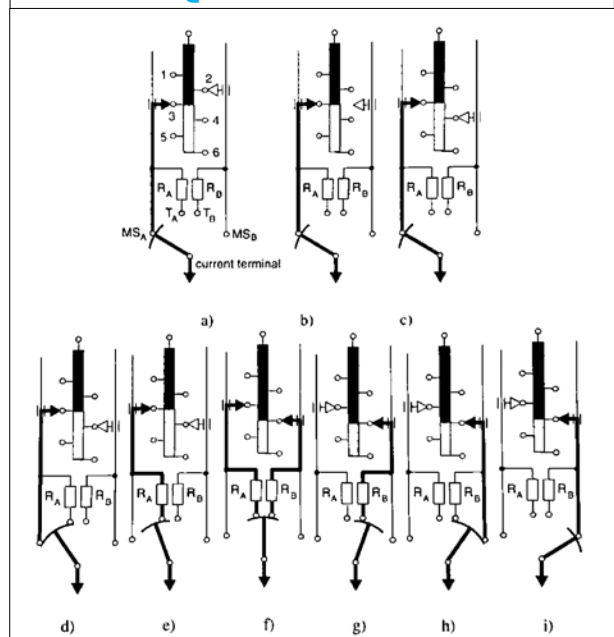 1
2
3
4
5
6
R_A R_B
T_A T_B
MS_A MS_B
current terminal
R_A R_B
R_A R_B
a) b) c)
R_A R_B
R_A R_B
R_A R_B
R_A R_B
R_A R_B
R_A R_B
d) e) f) g) h) i)